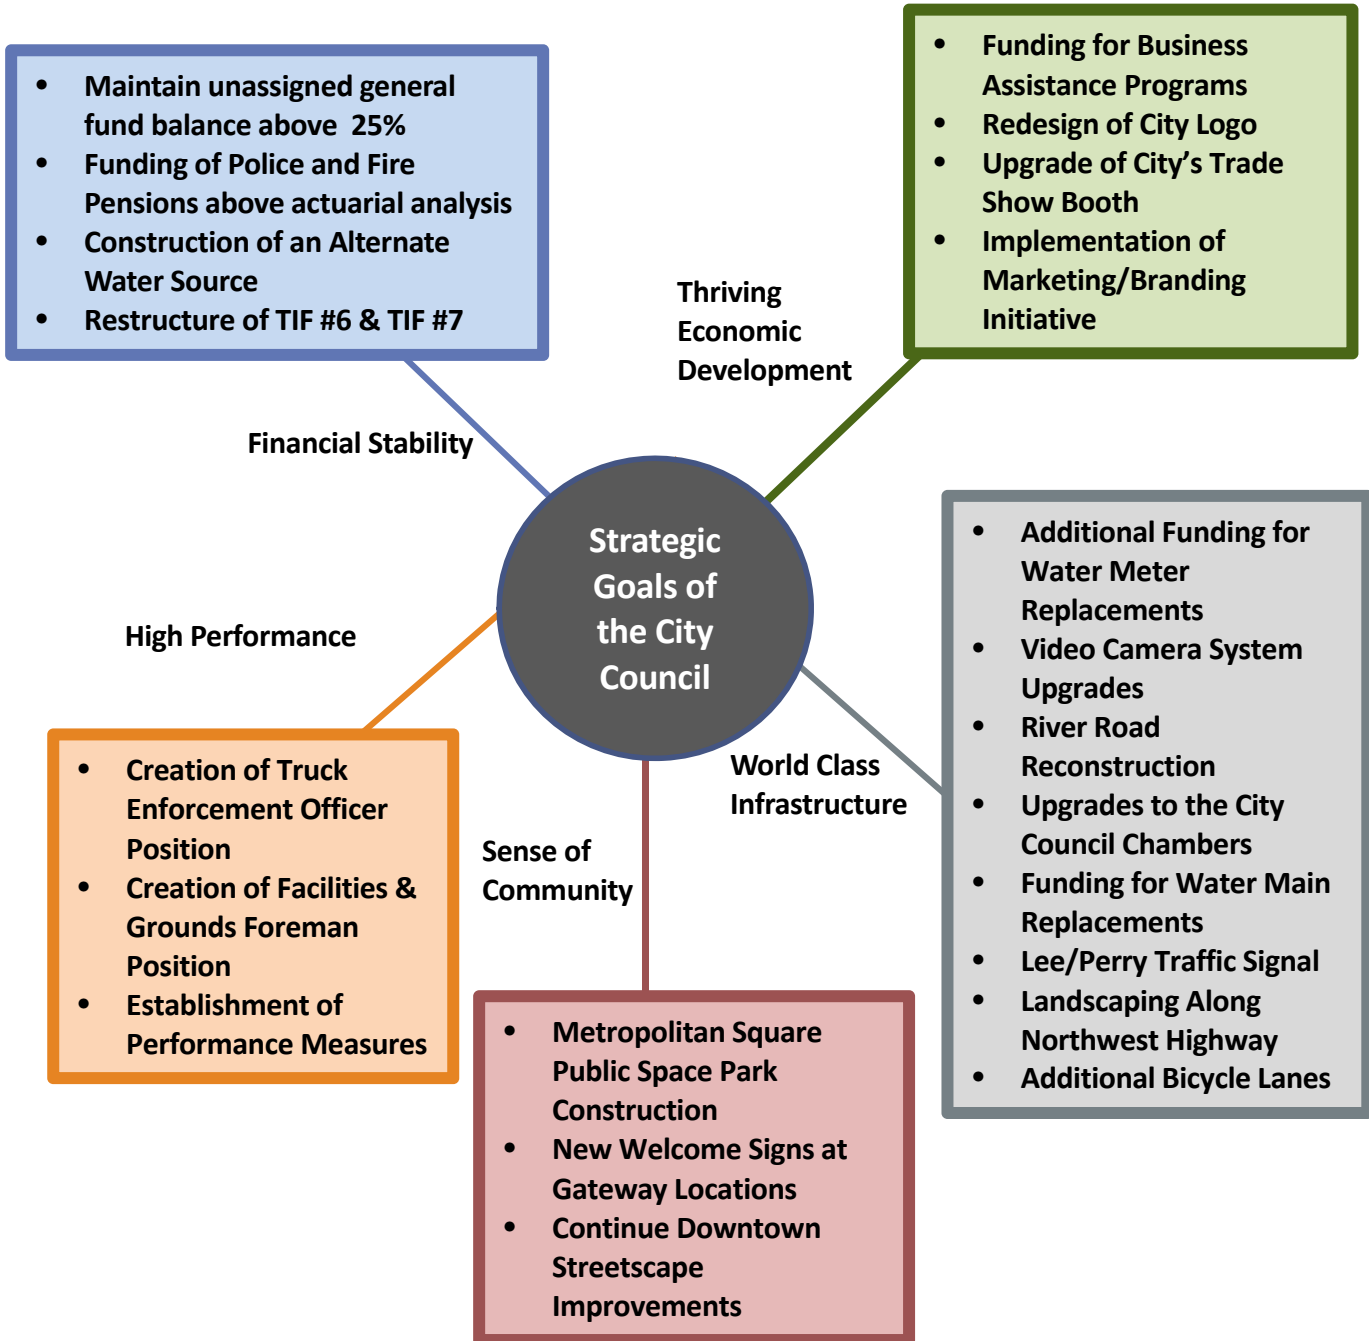 • Maintain unassigned general
fund balance above 25%
• Funding of Police and Fire
Pensions above actuarial analysis
• Construction of an Alternate
Water Source
• Restructure of TIF #6 & TIF #7
• Funding for Business
Assistance Programs
• Redesign of City Logo
• Upgrade of City’s Trade
Show Booth
• Implementation of
Marketing/Branding
Initiative
Thriving
Economic
Development
Financial Stability
Strategic
Goals of
the City
Council
High Performance
World Class
Infrastructure
Sense of
Community
• Additional Funding for
Water Meter
Replacements
• Video Camera System
Upgrades
• River Road
Reconstruction
• Upgrades to the City
Council Chambers
• Funding for Water Main
Replacements
• Lee/Perry Traffic Signal
• Landscaping Along
Northwest Highway
• Additional Bicycle Lanes
• Creation of Truck
Enforcement Officer
Position
• Creation of Facilities &
Grounds Foreman
Position
• Establishment of
Performance Measures
• Metropolitan Square
Public Space Park
Construction
• New Welcome Signs at
Gateway Locations
• Continue Downtown
Streetscape
Improvements